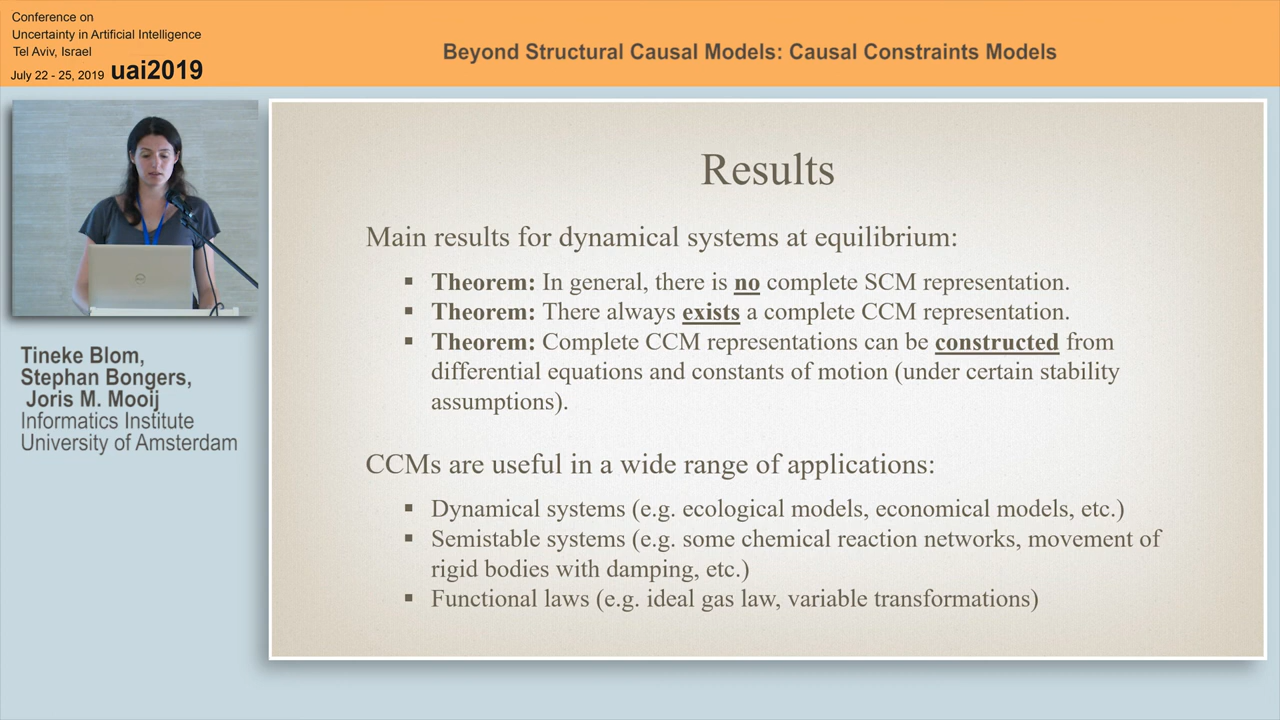 Conference on
Uncertainty in Artificial Intelligence
Tel Aviv, Israel
July 22 - 25, 2019 uai2019
Beyond Structural Causal Models: Causal Constraints Models
Tineke Blom,
Stephan Bongers,
Joris M. Mooij
Informatics Institute
University of Amsterdam
Results
Main results for dynamical systems at equilibrium:
▪ Theorem: In general, there is no complete SCM representation.
▪ Theorem: There always exists a complete CCM representation.
▪ Theorem: Complete CCM representations can be constructed from
differential equations and constants of motion (under certain stability
assumptions).
CCMs are useful in a wide range of applications:
▪ Dynamical systems (e.g. ecological models, economical models, etc.)
▪ Semistable systems (e.g. some chemical reaction networks, movement of
rigid bodies with damping, etc.)
▪ Functional laws (e.g. ideal gas law, variable transformations)